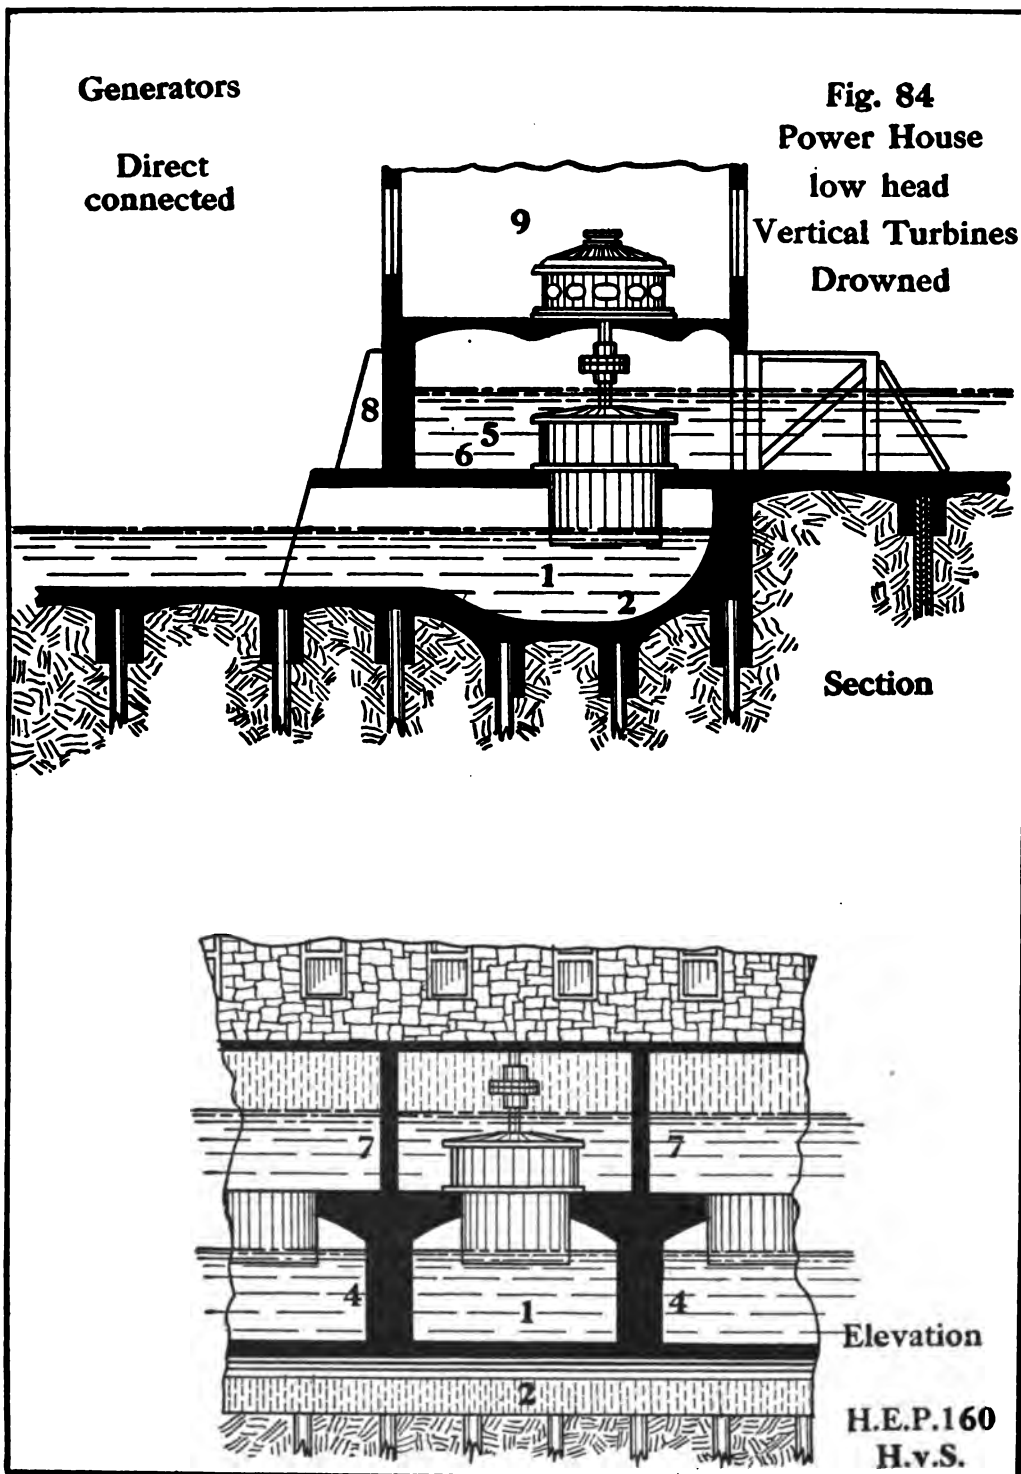 Generators
Direct
connected
Fig. 84
Power House
low head
Vertical Turbines
Drowned
9
8
5
6
1
2
Section
7 7
4 1 4
Elevation
2
H.E.P.160
H.v.S.